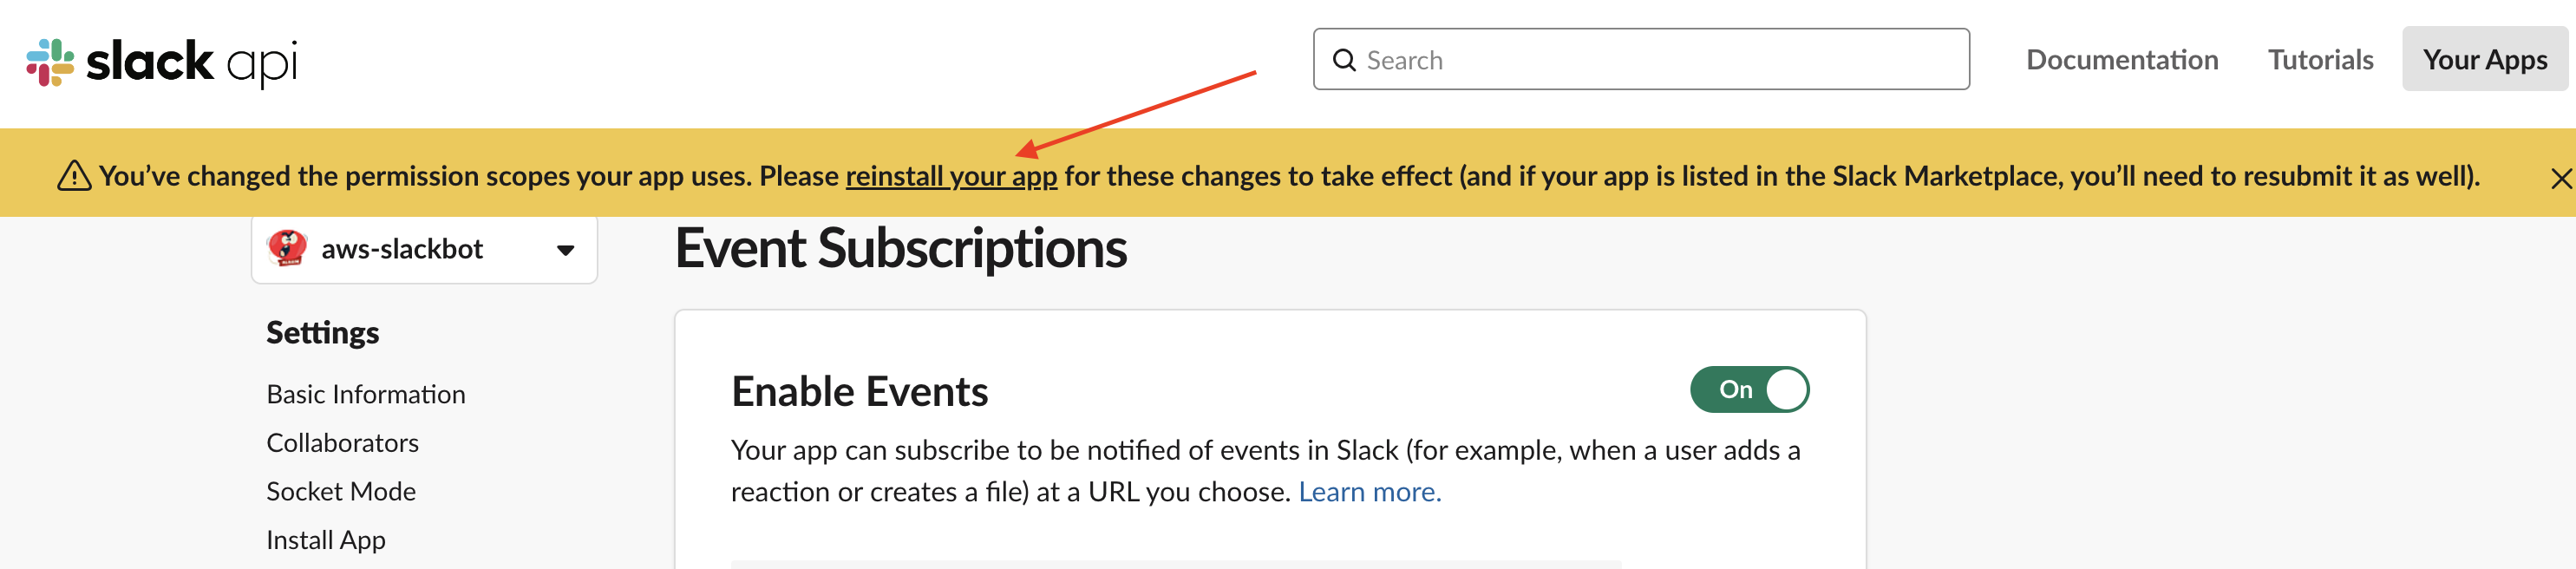 slack api
Search
Documentation
Tutorials
Your Apps
You’ve changed the permission scopes your app uses. Please reinstall your app for these changes to take effect (and if your app is listed in the Slack Marketplace, you’ll need to resubmit it as well).
aws-slackbot
Settings
Basic Information
Collaborators
Socket Mode
Install App
Event Subscriptions
Enable Events
On
Your app can subscribe to be notified of events in Slack (for example, when a user adds a
reaction or creates a file) at a URL you choose. Learn more.